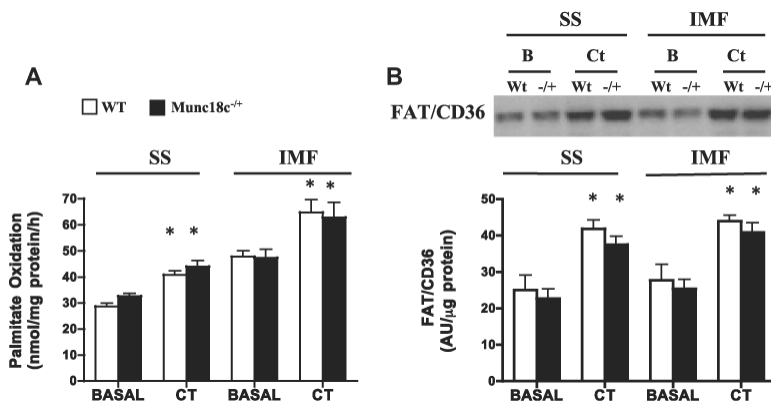 A
WT Munc18c-/+
SS IMF
Palmitate Oxidation
(nmol/mg protein/h)
70
60
50
40
30
20
10
0
* * * *
BASAL CT BASAL CT
B
SS IMF
B Ct B Ct
Wt -/+ Wt -/+ Wt -/+ Wt -/+
FAT/CD36
SS IMF
FAT/CD36
(AU/µg protein)
50
40
30
20
10
0
* * * *
BASAL CT BASAL CT